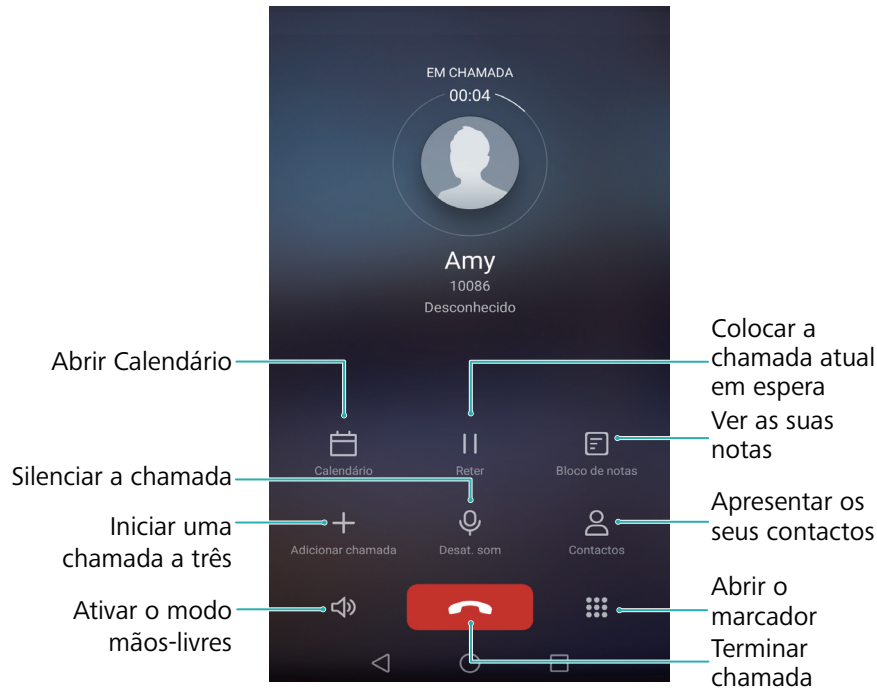 EM CHAMADA
00:04
Amy
10086
Desconhecido
Abrir Calendário
Colocar a
chamada atual
em espera
Ver as suas
notas
Calendário
Reter
Bloco de notas
Silenciar a chamada
Iniciar uma
chamada a três
Apresentar os
seus contactos
Adicionar chamada
Desat. som
Contactos
Ativar o modo
mãos-livres
Abrir o
marcador
Terminar
chamada